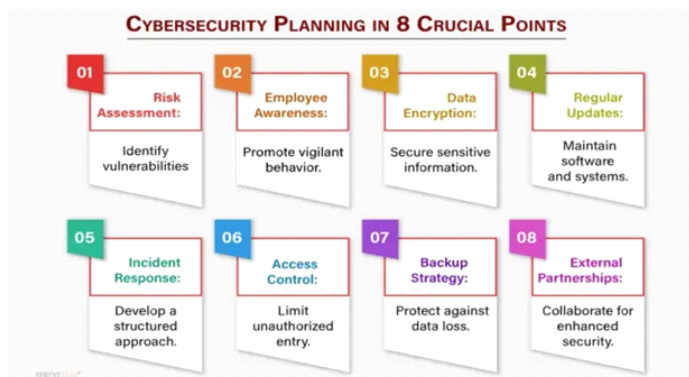 CYBERSECURITY PLANNING IN 8 CRUCIAL POINTS
01
Risk
Assessment:
Identify
vulnerabilities
02
Employee
Awareness:
Promote vigilant
behavior.
03
Data
Encryption:
Secure sensitive
information.
04
Regular
Updates:
Maintain
software
and systems.
05
Incident
Response:
Develop a
structured
approach.
06
Access
Control:
Limit
unauthorized
entry.
07
Backup
Strategy:
Protect against
data loss.
08
External
Partnerships:
Collaborate for
enhanced
security.